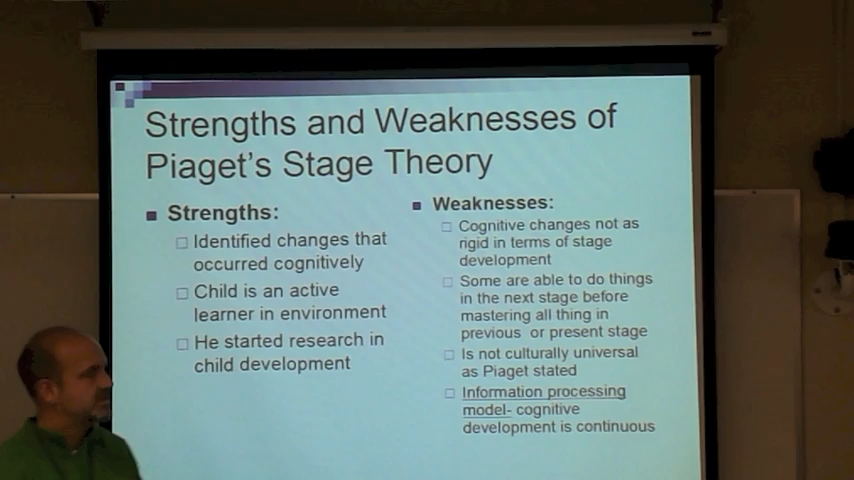 Strengths and Weaknesses of
Piaget's Stage Theory
Strengths:
Identified changes that
occurred cognitively
Child is an active
learner in environment
He started research in
child development
Weaknesses:
Cognitive changes not as
rigid in terms of stage
development
Some are able to do things
in the next stage before
mastering all thing in
previous or present stage
Is not culturally universal
as Piaget stated
Information processing
model- cognitive
development is continuous